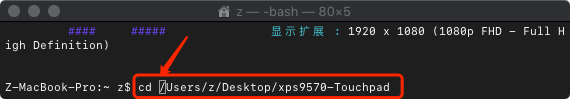 z — -bash — 80×5
#### ##### 显示扩展 : 1920 x 1080 (1080p FHD - Full H
igh Definition)
Z-MacBook-Pro:~ z$ cd /Users/z/Desktop/xps9570-Touchpad